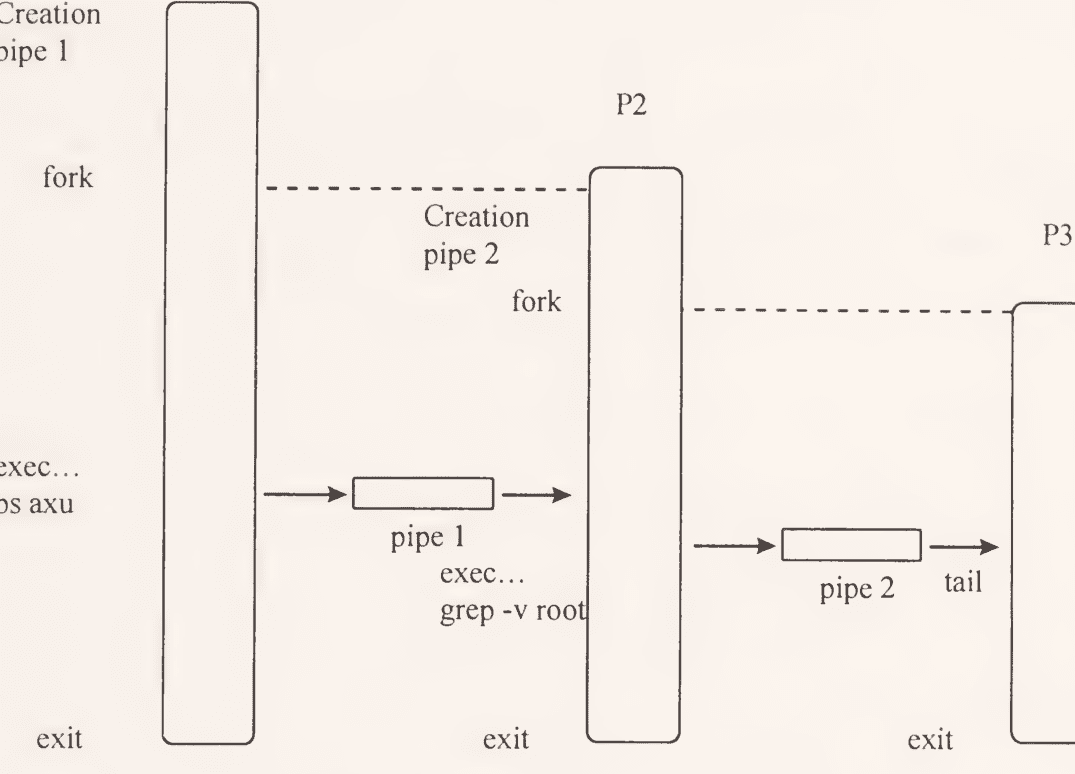 Creation
pipe 1
P2
fork
Creation
pipe 2
P3
fork
exec...
ps axu
pipe 1
exec...
grep -v root
pipe 2
tail
exit
exit
exit